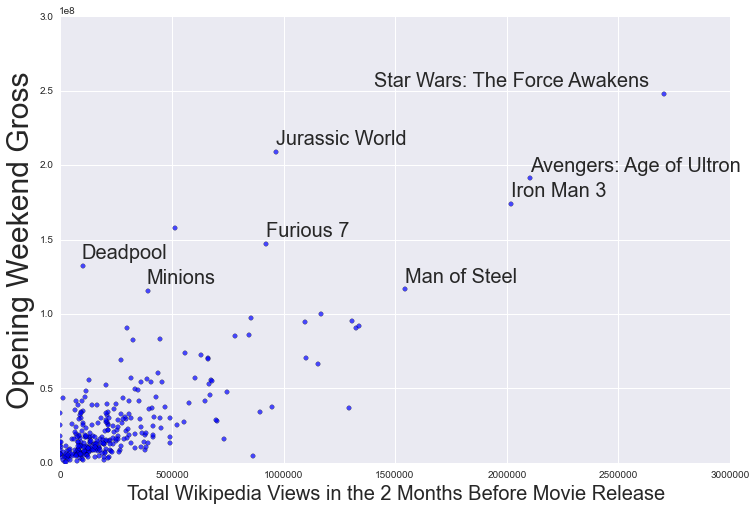 1e8
3.0
Star Wars: The Force Awakens
2.5
Jurassic World
Avengers: Age of Ultron
2.0
Iron Man 3
Furious 7
1.5
Deadpool
Minions
Man of Steel
1.0
0.5
0.0
Opening Weekend Gross
0 500000 1000000 1500000 2000000 2500000 3000000
Total Wikipedia Views in the 2 Months Before Movie Release